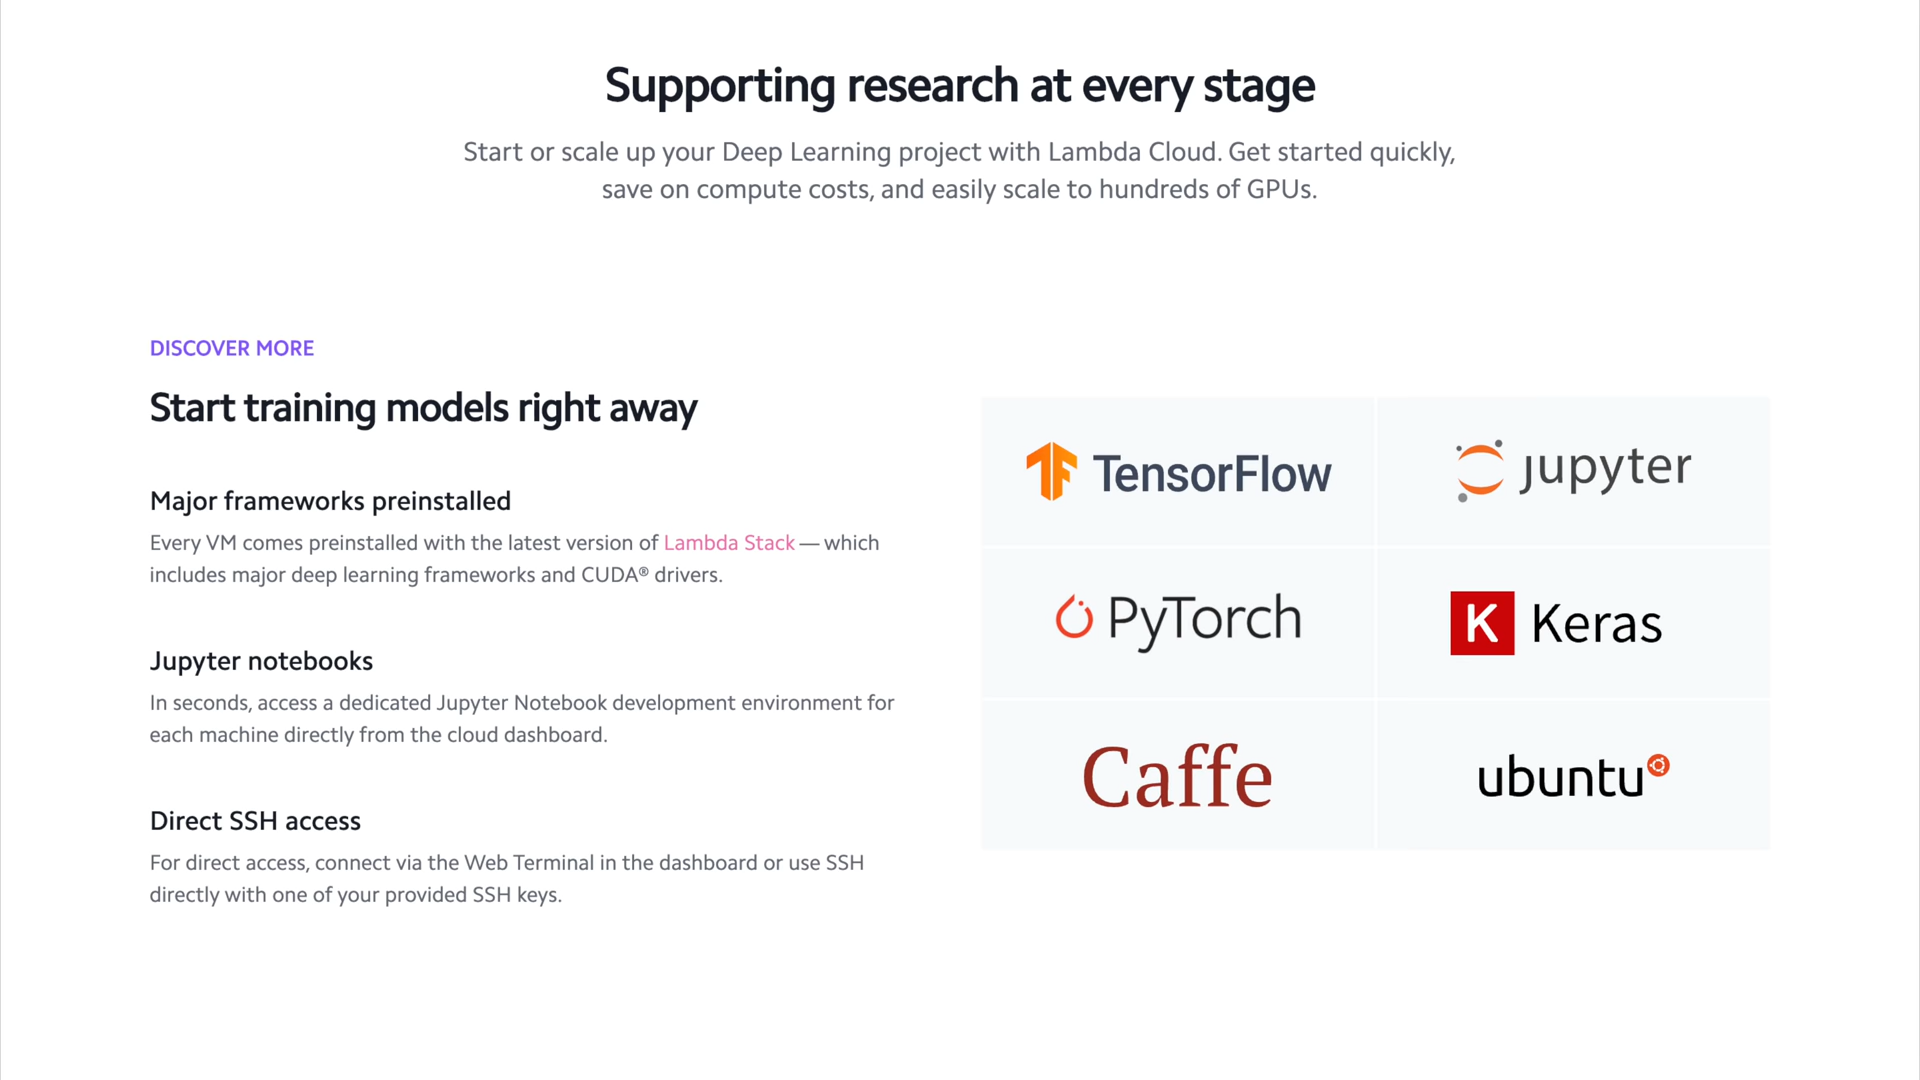 Supporting research at every stage
Start or scale up your Deep Learning project with Lambda Cloud. Get started quickly,
save on compute costs, and easily scale to hundreds of GPUs.
DISCOVER MORE
Start training models right away
Major frameworks preinstalled
Every VM comes preinstalled with the latest version of Lambda Stack — which
includes major deep learning frameworks and CUDA® drivers.
Jupyter notebooks
In seconds, access a dedicated Jupyter Notebook development environment for
each machine directly from the cloud dashboard.
Direct SSH access
For direct access, connect via the Web Terminal in the dashboard or use SSH
directly with one of your provided SSH keys.
TensorFlow
jupyter
PyTorch
K Keras
Caffe
ubuntu